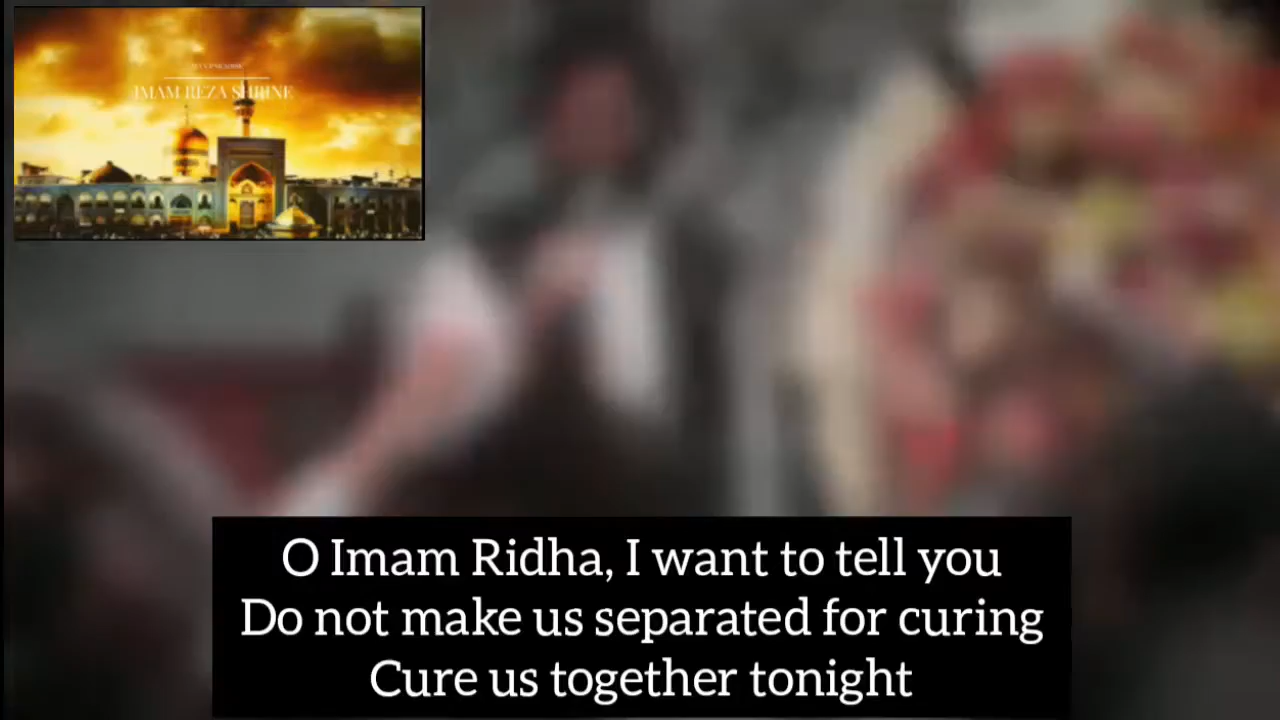 IMAM REZA SHRINE
O Imam Ridha, I want to tell you
Do not make us separated for curing
Cure us together tonight